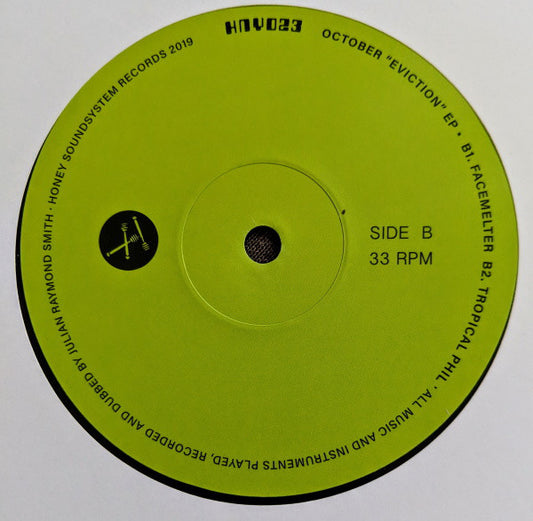 HNY023
OCTOBER "EVICTION" EP • B1. FACEMELTER B2. TROPICAL PHIL • ALL MUSIC AND INSTRUMENTS PLAYED, RECORDED AND DUBBED BY JULIAN RAYMOND SMITH • HONEY SOUNDSYSTEM RECORDS 2019
SIDE B
33 RPM